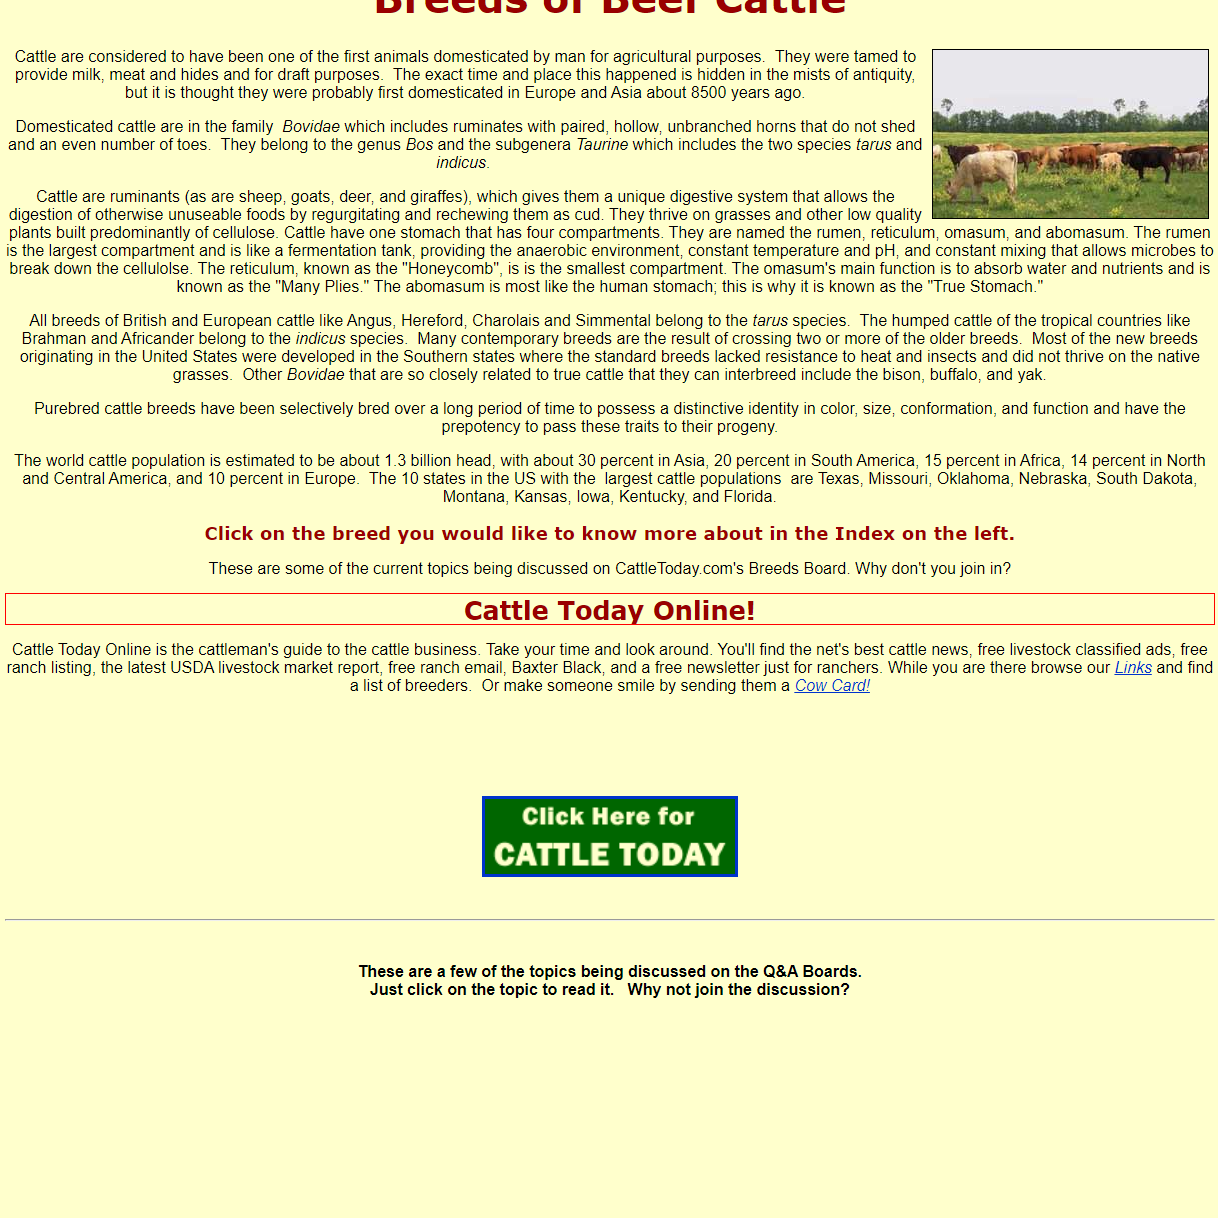 Breeds of Beef Cattle
Cattle are considered to have been one of the first animals domesticated by man for agricultural purposes.  They were tamed to
provide milk, meat and hides and for draft purposes.  The exact time and place this happened is hidden in the mists of antiquity,
but it is thought they were probably first domesticated in Europe and Asia about 8500 years ago.
Domesticated cattle are in the family  Bovidae which includes ruminates with paired, hollow, unbranched horns that do not shed
and an even number of toes.  They belong to the genus Bos and the subgenera Taurine which includes the two species tarus and
indicus.
Cattle are ruminants (as are sheep, goats, deer, and giraffes), which gives them a unique digestive system that allows the
digestion of otherwise unuseable foods by regurgitating and rechewing them as cud. They thrive on grasses and other low quality
plants built predominantly of cellulose. Cattle have one stomach that has four compartments. They are named the rumen, reticulum, omasum, and abomasum. The rumen
is the largest compartment and is like a fermentation tank, providing the anaerobic environment, constant temperature and pH, and constant mixing that allows microbes to
break down the cellulolse. The reticulum, known as the "Honeycomb", is is the smallest compartment. The omasum's main function is to absorb water and nutrients and is
known as the "Many Plies." The abomasum is most like the human stomach; this is why it is known as the "True Stomach."
All breeds of British and European cattle like Angus, Hereford, Charolais and Simmental belong to the tarus species.  The humped cattle of the tropical countries like
Brahman and Africander belong to the indicus species.  Many contemporary breeds are the result of crossing two or more of the older breeds.  Most of the new breeds
originating in the United States were developed in the Southern states where the standard breeds lacked resistance to heat and insects and did not thrive on the native
grasses.  Other Bovidae that are so closely related to true cattle that they can interbreed include the bison, buffalo, and yak.
Purebred cattle breeds have been selectively bred over a long period of time to possess a distinctive identity in color, size, conformation, and function and have the
prepotency to pass these traits to their progeny.
The world cattle population is estimated to be about 1.3 billion head, with about 30 percent in Asia, 20 percent in South America, 15 percent in Africa, 14 percent in North
and Central America, and 10 percent in Europe.  The 10 states in the US with the  largest cattle populations  are Texas, Missouri, Oklahoma, Nebraska, South Dakota,
Montana, Kansas, Iowa, Kentucky, and Florida.
Click on the breed you would like to know more about in the Index on the left.
These are some of the current topics being discussed on CattleToday.com's Breeds Board. Why don't you join in?
Cattle Today Online!
Cattle Today Online is the cattleman's guide to the cattle business. Take your time and look around. You'll find the net's best cattle news, free livestock classified ads, free
ranch listing, the latest USDA livestock market report, free ranch email, Baxter Black, and a free newsletter just for ranchers. While you are there browse our Links and find
a list of breeders.  Or make someone smile by sending them a Cow Card!
Click Here for
CATTLE TODAY
These are a few of the topics being discussed on the Q&A Boards.
Just click on the topic to read it.   Why not join the discussion?